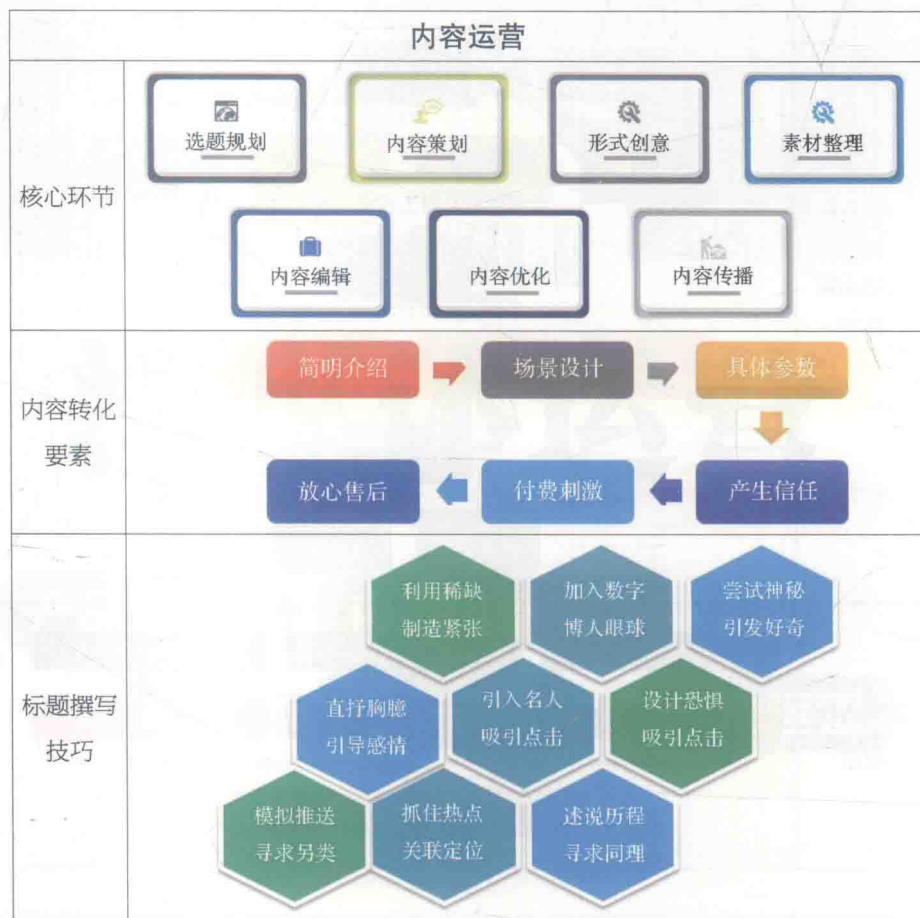 内容运营
核心环节
选题规划
内容策划
形式创意
素材整理
内容编辑
内容优化
内容传播
内容转化
要素
简明介绍
场景设计
具体参数
放心售后
付费刺激
产生信任
标题撰写
技巧
利用稀缺
制造紧张
加入数字
博人眼球
尝试神秘
引发好奇
直抒胸臆
引导感情
引入名人
吸引点击
设计恐惧
吸引点击
模拟推送
寻求另类
抓住热点
关联定位
述说历程
寻求同理